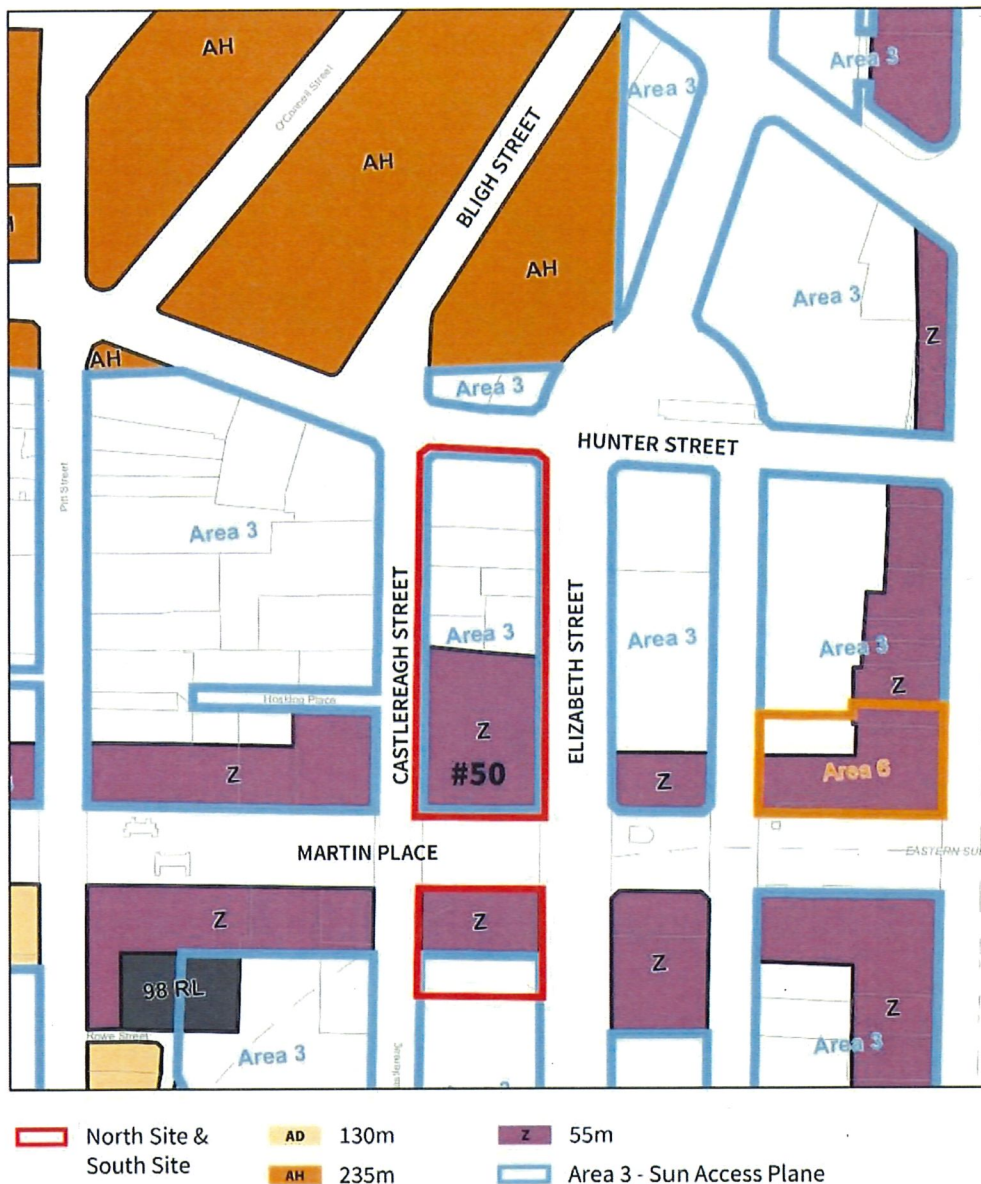 AH
O'Connell Street
AH
BLIGH STREET
AH
Area 3
Area 3
Area 3
Z
AH
Area 3
HUNTER STREET
Pitt Street
Area 3
CASTLEREAGH STREET
Area 3
ELIZABETH STREET
Area 3
Area 3
Z
Hosking Place
Z
Z
#50
Z
Area 6
MARTIN PLACE
Z
Z
Z
98 RL
Z
Rowe Street
Area 3
Area 3
North Site &
South Site
AD 130m
AH 235m
Z 55m
Area 3 - Sun Access Plane